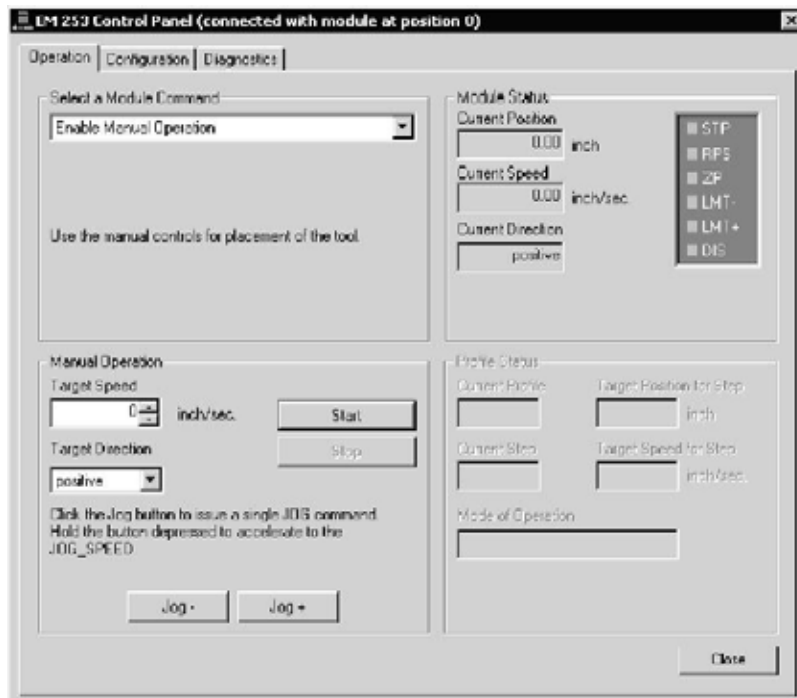 EM 253 Control Panel (connected with module at position 0)
Operation
Configuration
Diagnostics
Select a Module Command
Enable Manual Operation
Use the manual controls for placement of the tool.
Module Status
Current Position
0.00 inch
Current Speed
0.00 inch/sec.
Current Direction
positive
STP
RPS
ZP
LMT-
LMT+
DIS
Manual Operation
Target Speed
0 inch/sec.
Start
Stop
Target Direction
positive
Click the Jog button to issue a single JOG command.
Hold the button depressed to accelerate to the
JOG_SPEED
Jog -
Jog +
Profile Status
Current Profile
Target Position for Step
inch
Current Step
Target Speed for Step
inch/sec.
Mode of Operation
Close